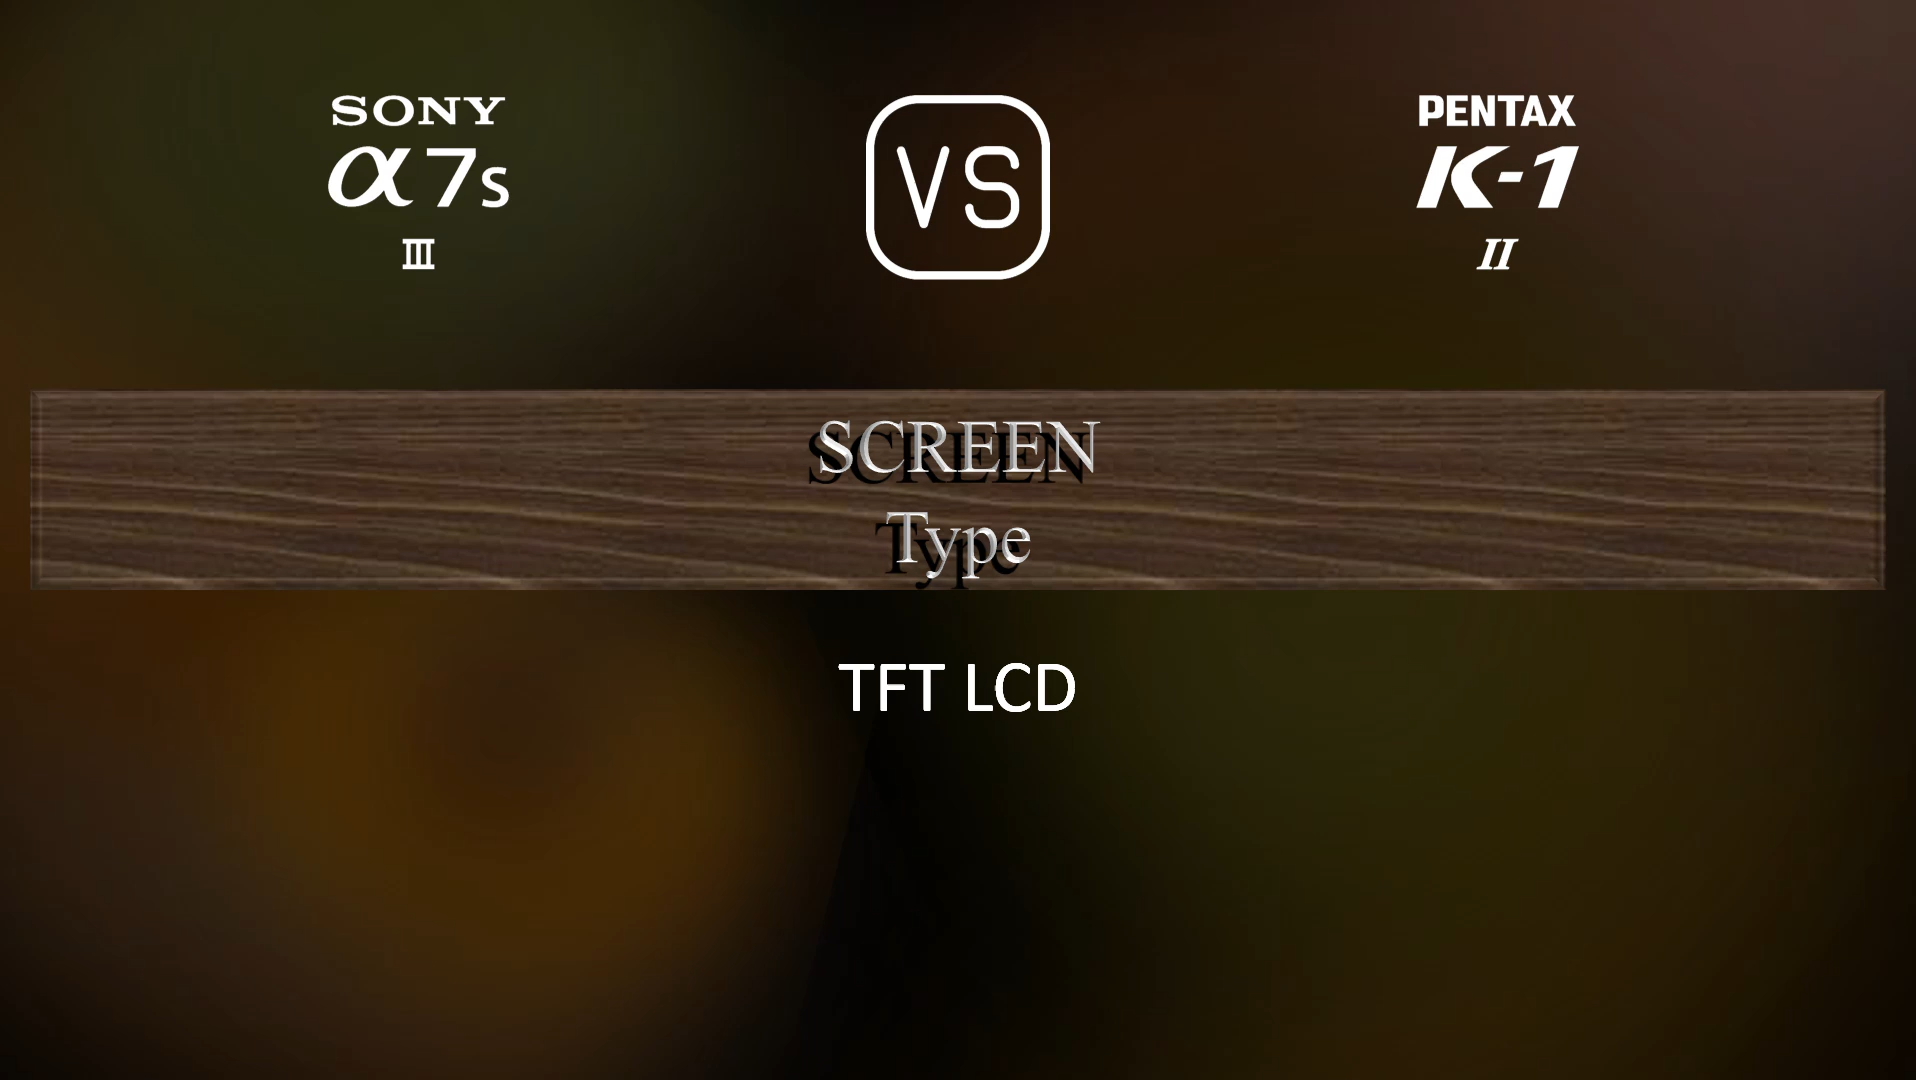 SONY
α7s
III
VS
PENTAX
K-1
II
SCREEN
Type
TFT LCD